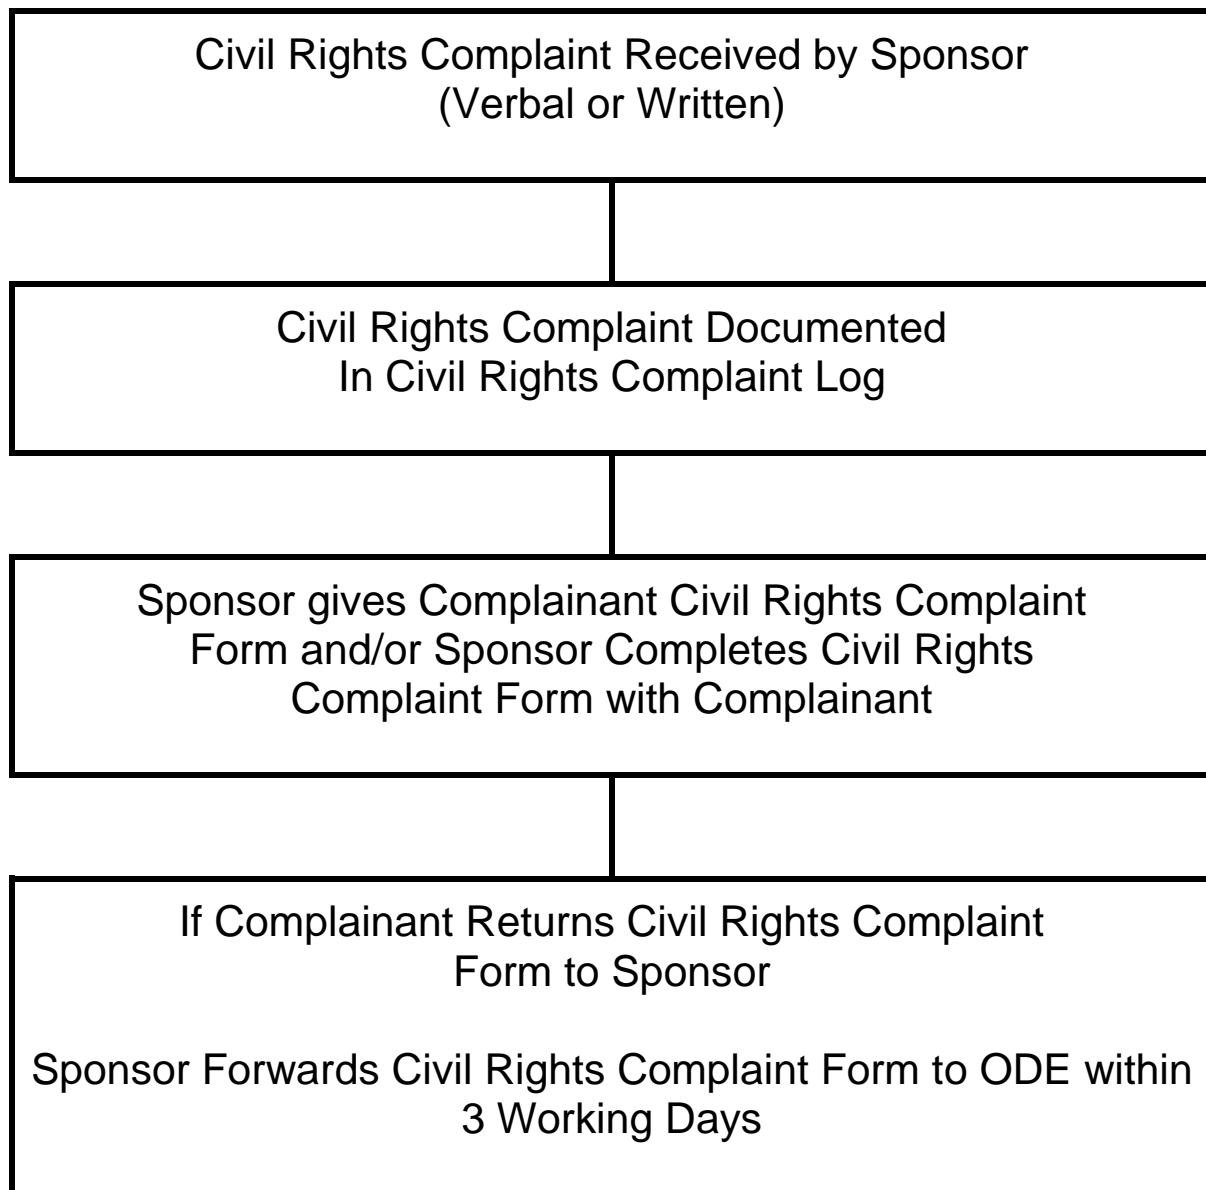 Civil Rights Complaint Received by Sponsor
(Verbal or Written)
Civil Rights Complaint Documented
In Civil Rights Complaint Log
Sponsor gives Complainant Civil Rights Complaint
Form and/or Sponsor Completes Civil Rights
Complaint Form with Complainant
If Complainant Returns Civil Rights Complaint
Form to Sponsor
Sponsor Forwards Civil Rights Complaint Form to ODE within
3 Working Days